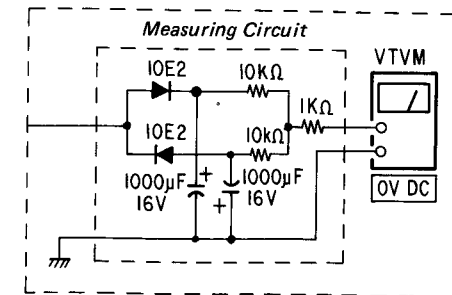 Measuring Circuit
VTVM
10E2
10KΩ
1KΩ
10E2
10kΩ
1000μF
16V
+
+
1000μF
16V
0V DC